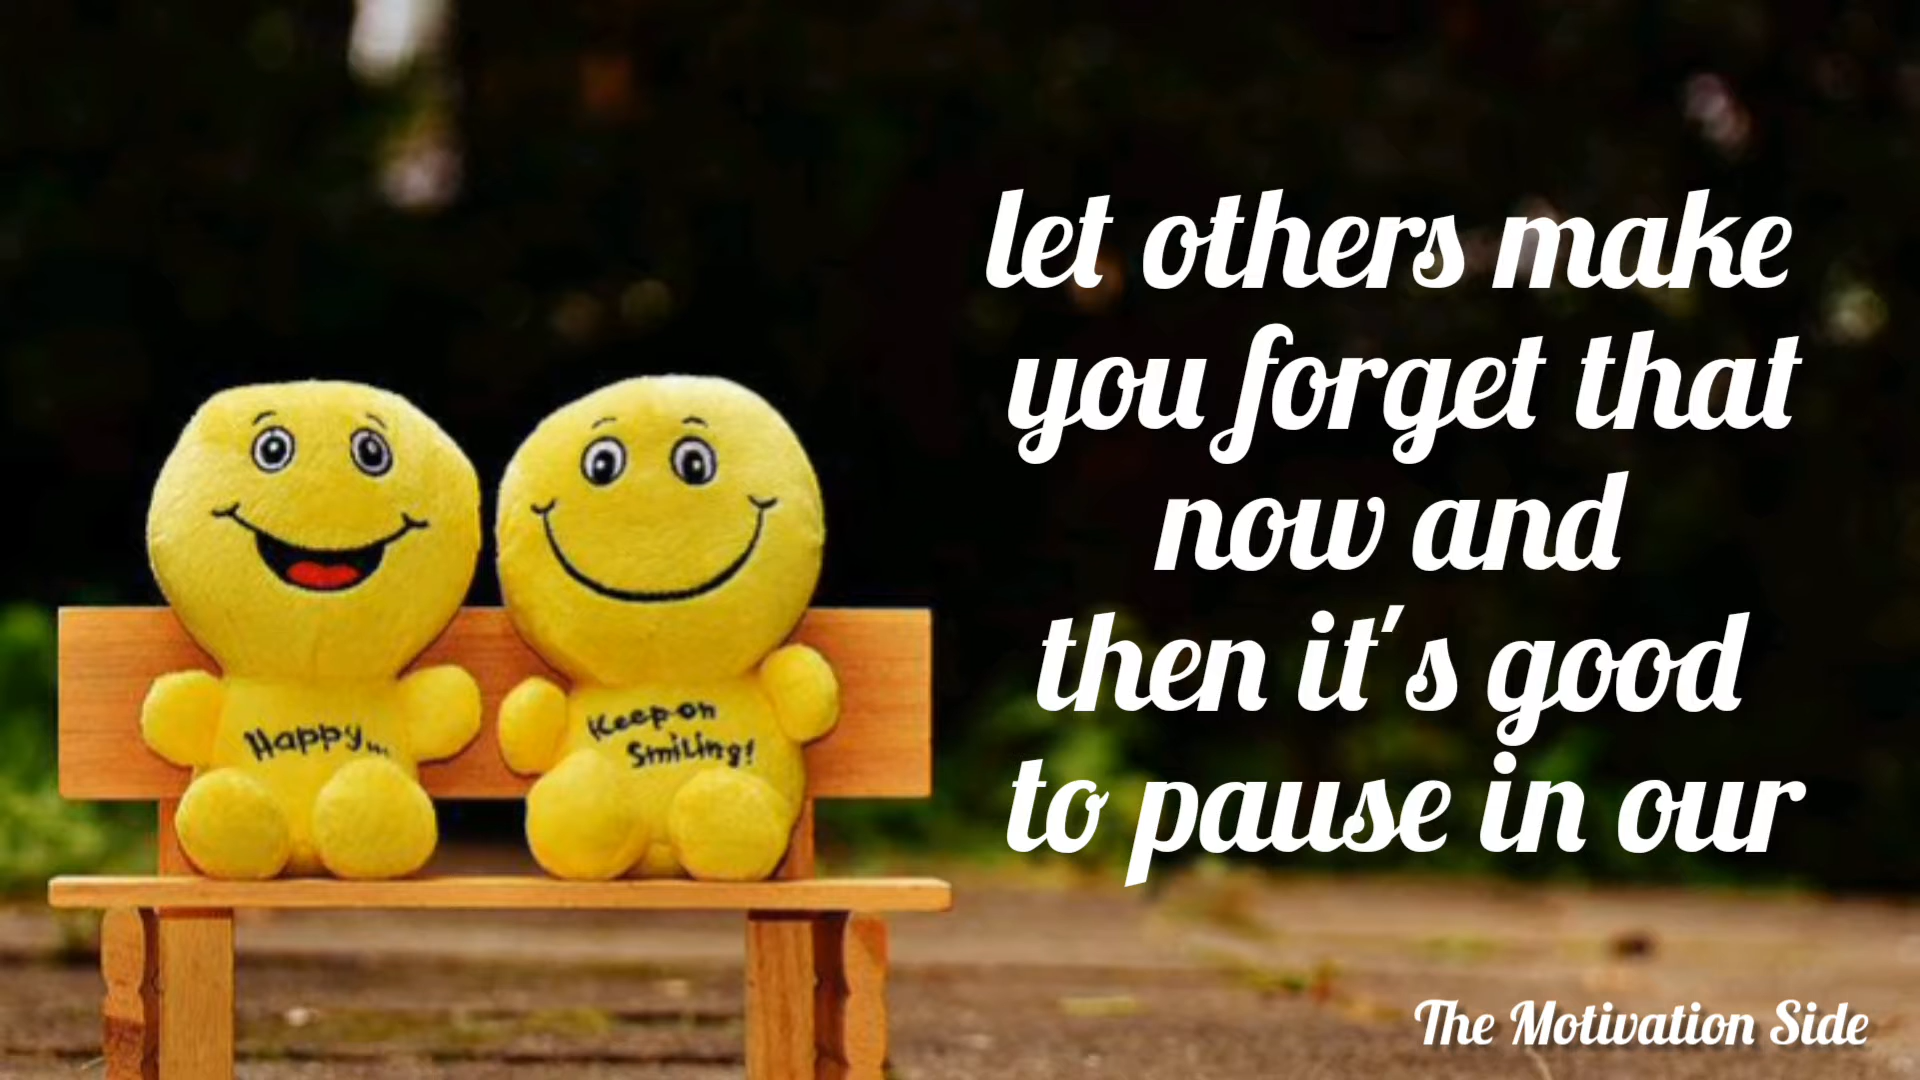 let others make
you forget that
now and
then it's good
to pause in our
Happy...
Keep on
Smiling!
The Motivation Side